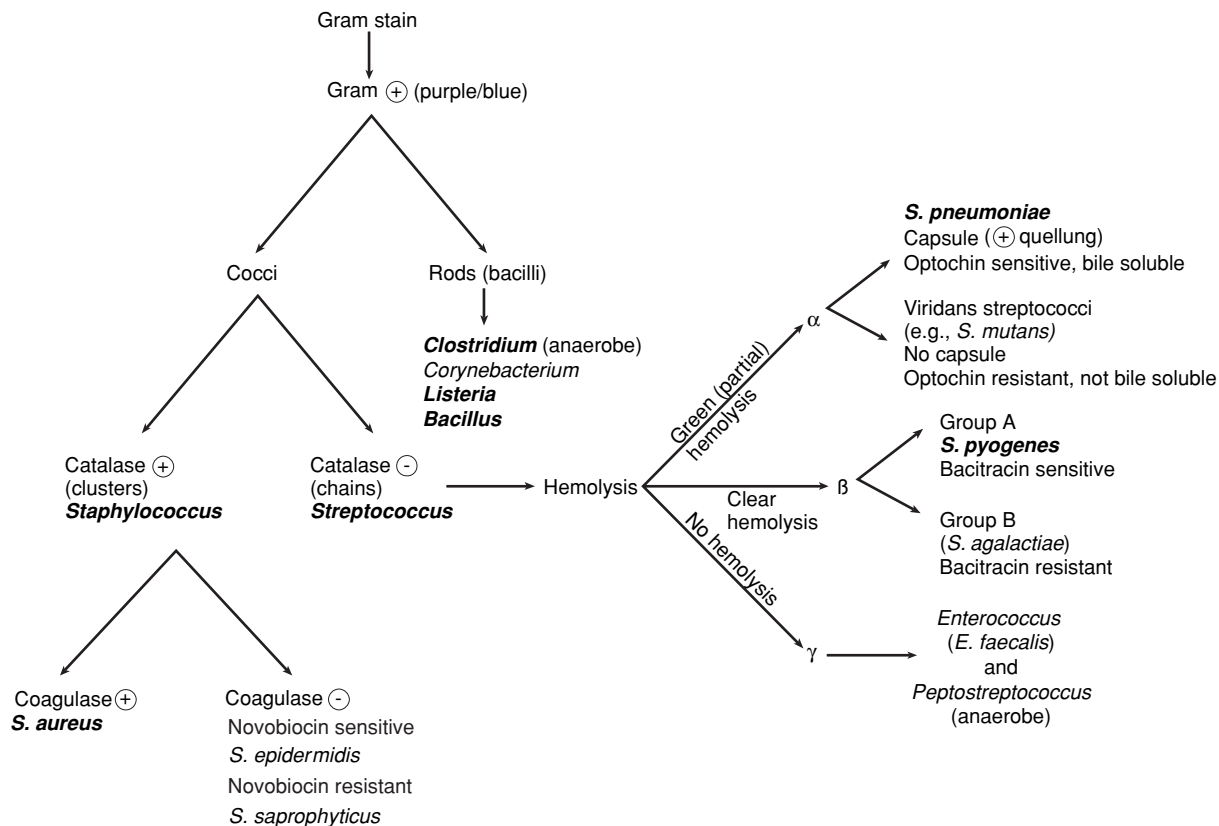 Gram stain
Gram ⊕ (purple/blue)
Cocci
Rods (bacilli)
Clostridium (anaerobe)
Corynebacterium
Listeria
Bacillus
Catalase ⊕
(clusters)
Staphylococcus
Catalase ⊖
(chains)
Streptococcus
Coagulase ⊕
S. aureus
Coagulase ⊖
Novobiocin sensitive
S. epidermidis
Novobiocin resistant
S. saprophyticus
Hemolysis
Green (partial)
hemolysis
α
S. pneumoniae
Capsule (⊕ quellung)
Optochin sensitive, bile soluble
Viridans streptococci
(e.g., S. mutans)
No capsule
Optochin resistant, not bile soluble
Clear
hemolysis
ß
Group A
S. pyogenes
Bacitracin sensitive
Group B
(S. agalactiae)
Bacitracin resistant
No hemolysis
γ
Enterococcus
(E. faecalis)
and
Peptostreptococcus
(anaerobe)